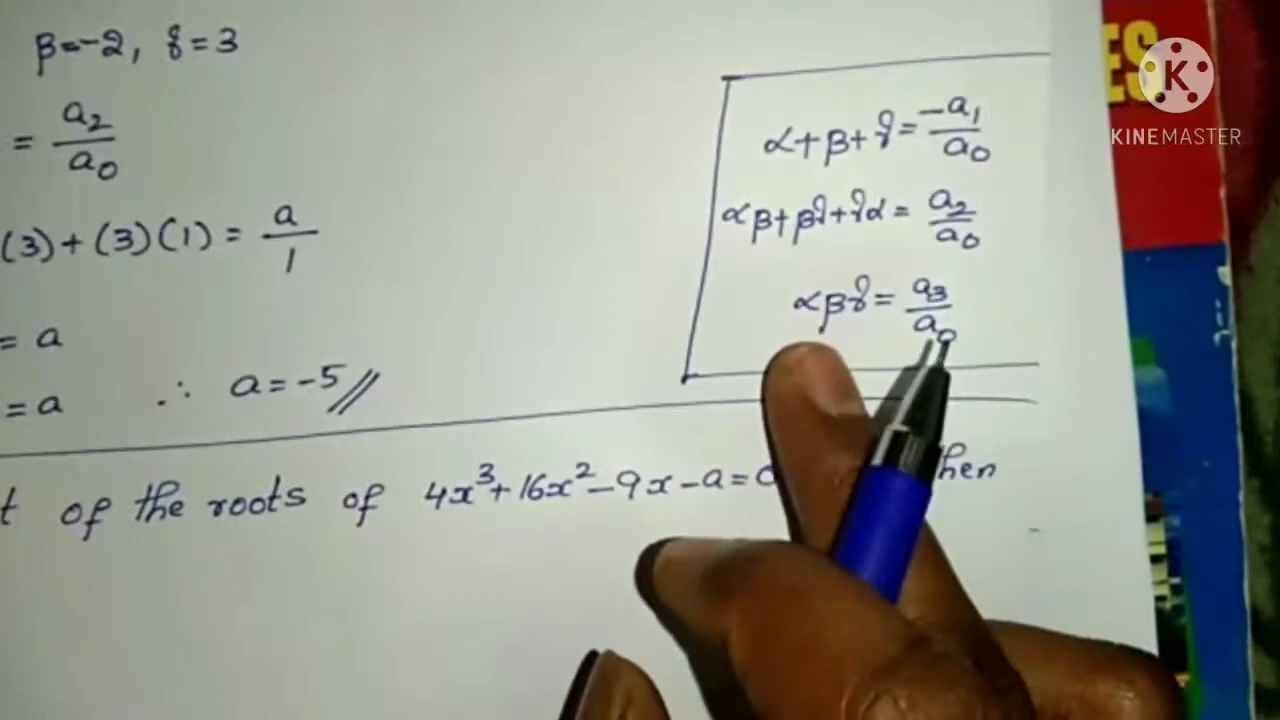 β=-2, γ=3
= a₂/a₀
(3)+(3)(1) = a/1
= a
= a ∴ a=-5//
α+β+γ = -a₁/a₀
αβ+βγ+γα = a₂/a₀
αβγ = a₃/a₀
t of the roots of 4x³+16x²-9x-a=0
ES
K
KINEMASTER